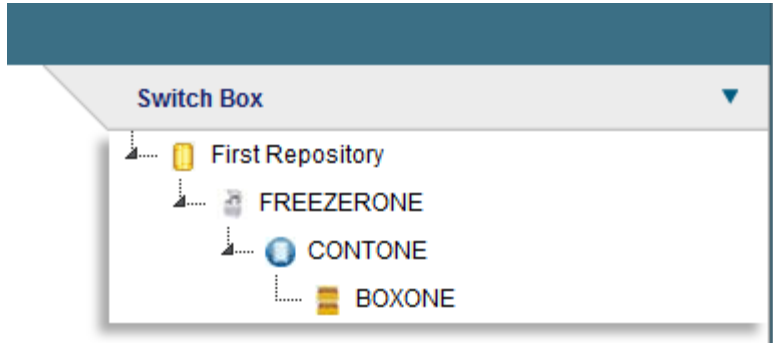 Switch Box
First Repository
FREEZERONE
CONTONE
BOXONE